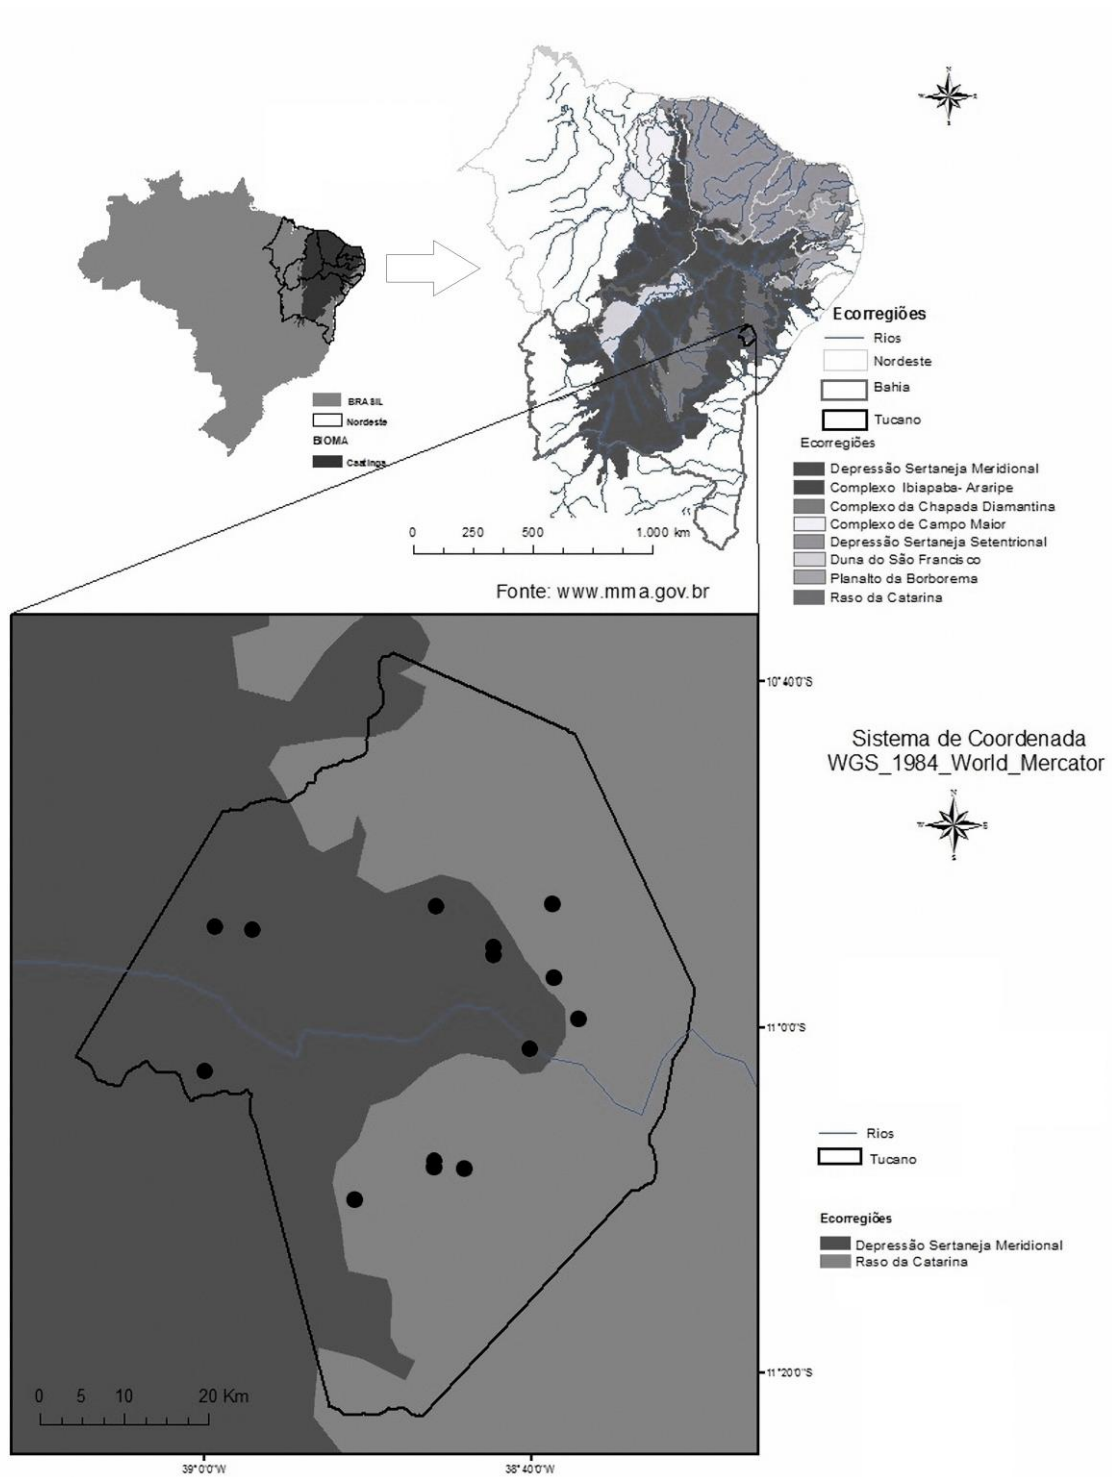 N
W
E
S
BRASIL
Nordeste
BIOMA
Caatinga
Ecorregiões
Rios
Nordeste
Bahia
Tucano
Ecorregiões
Depressão Sertaneja Meridional
Complexo Ibiapaba- Araripe
Complexo da Chapada Diamantina
Complexo de Campo Maior
Depressão Sertaneja Setentrional
Duna do São Francisco
Planalto da Borborema
Raso da Catarina
0 250 500 1.000 km
Fonte: www.mma.gov.br
10°40'0"S
Sistema de Coordenada
WGS_1984_World_Mercator
N
W
E
S
11°0'0"S
Rios
Tucano
Ecorregiões
Depressão Sertaneja Meridional
Raso da Catarina
11°20'0"S
0 5 10 20 Km
39°0'0"W
38°40'0"W